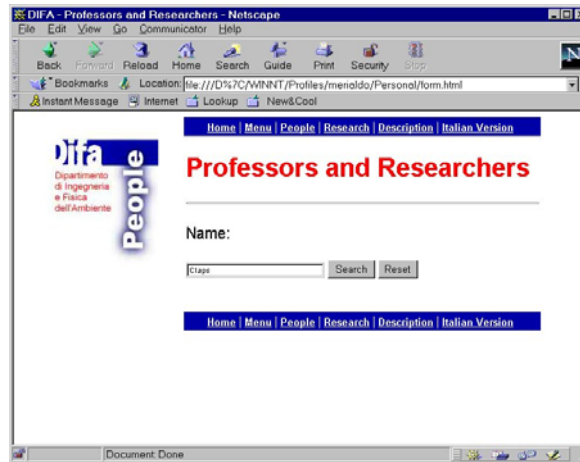 DIFA - Professors and Researchers - Netscape
File Edit View Go Communicator Help
Back Forward Reload Home Search Guide Print Security Stop
N
Bookmarks Location: file:///D%7C/WINNT/Profiles/merialdo/Personal/form.html
Instant Message Internet Lookup New&Cool
Home | Menu | People | Research | Description | Italian Version
Difa
Dipartimento
di Ingegneria
e Fisica
dell'Ambiente
People
Professors and Researchers
Name:
Claps Search Reset
Home | Menu | People | Research | Description | Italian Version
Document: Done